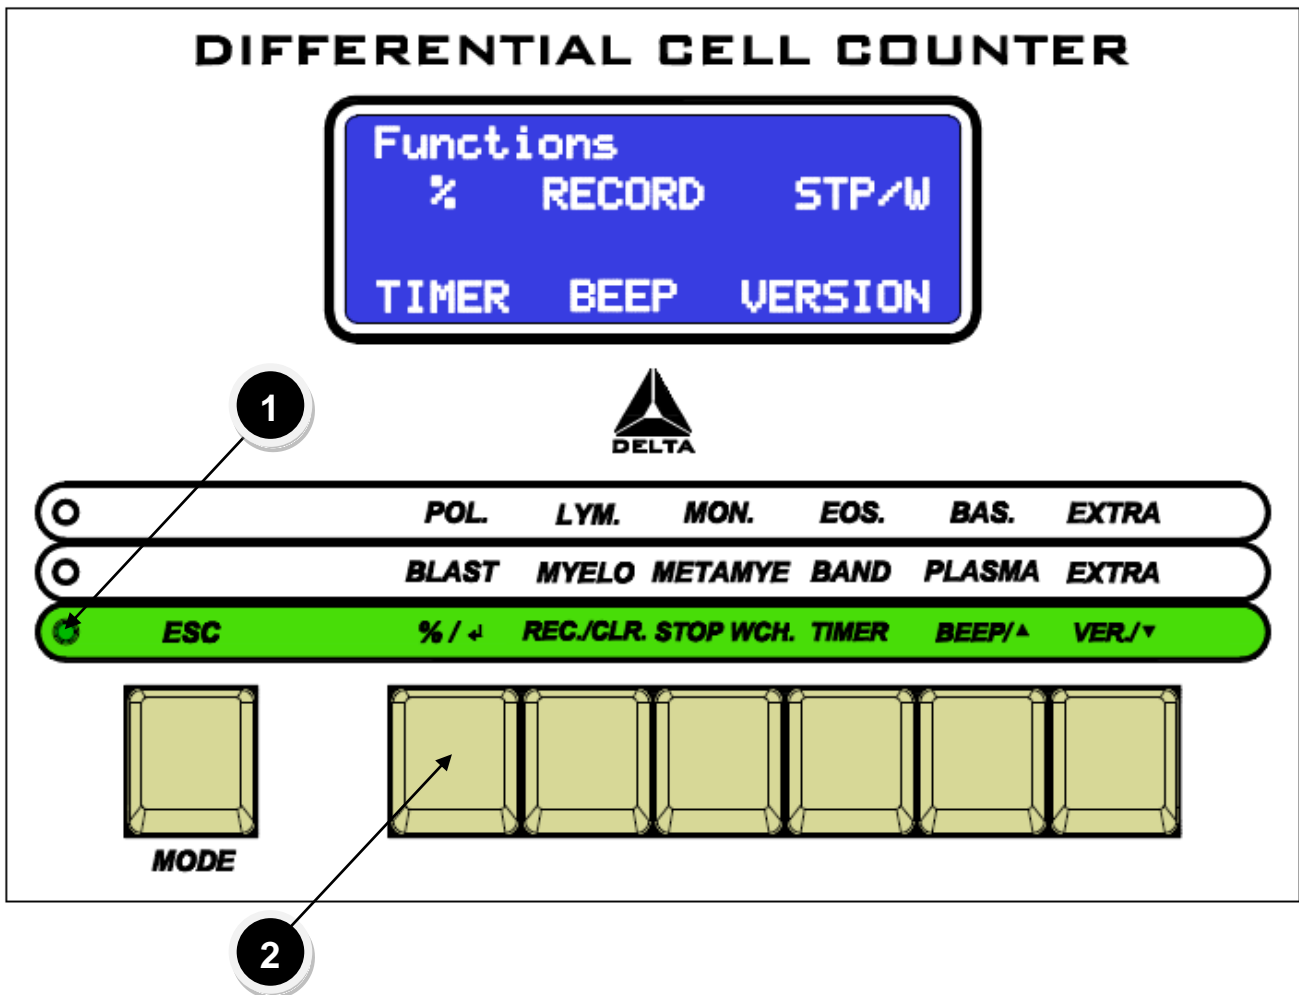 DIFFERENTIAL CELL COUNTER
Functions
% RECORD STP/W
TIMER BEEP VERSION
DELTA
1
POL. LYM. MON. EOS. BAS. EXTRA
BLAST MYELO METAMYE BAND PLASMA EXTRA
ESC %/↲ REC./CLR. STOP WCH. TIMER BEEP/▲ VER./▼
MODE
2